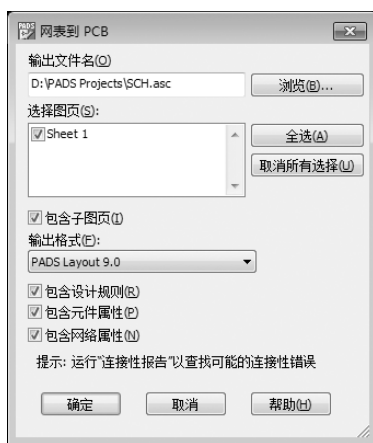 网表到 PCB
输出文件名(O)
D:\PADS Projects\SCH.asc
浏览(B)...
选择图页(S):
Sheet 1
全选(A)
取消所有选择(U)
包含子图页(I)
输出格式(F):
PADS Layout 9.0
包含设计规则(R)
包含元件属性(P)
包含网络属性(N)
提示: 运行"连接性报告"以查找可能的连接性错误
确定
取消
帮助(H)